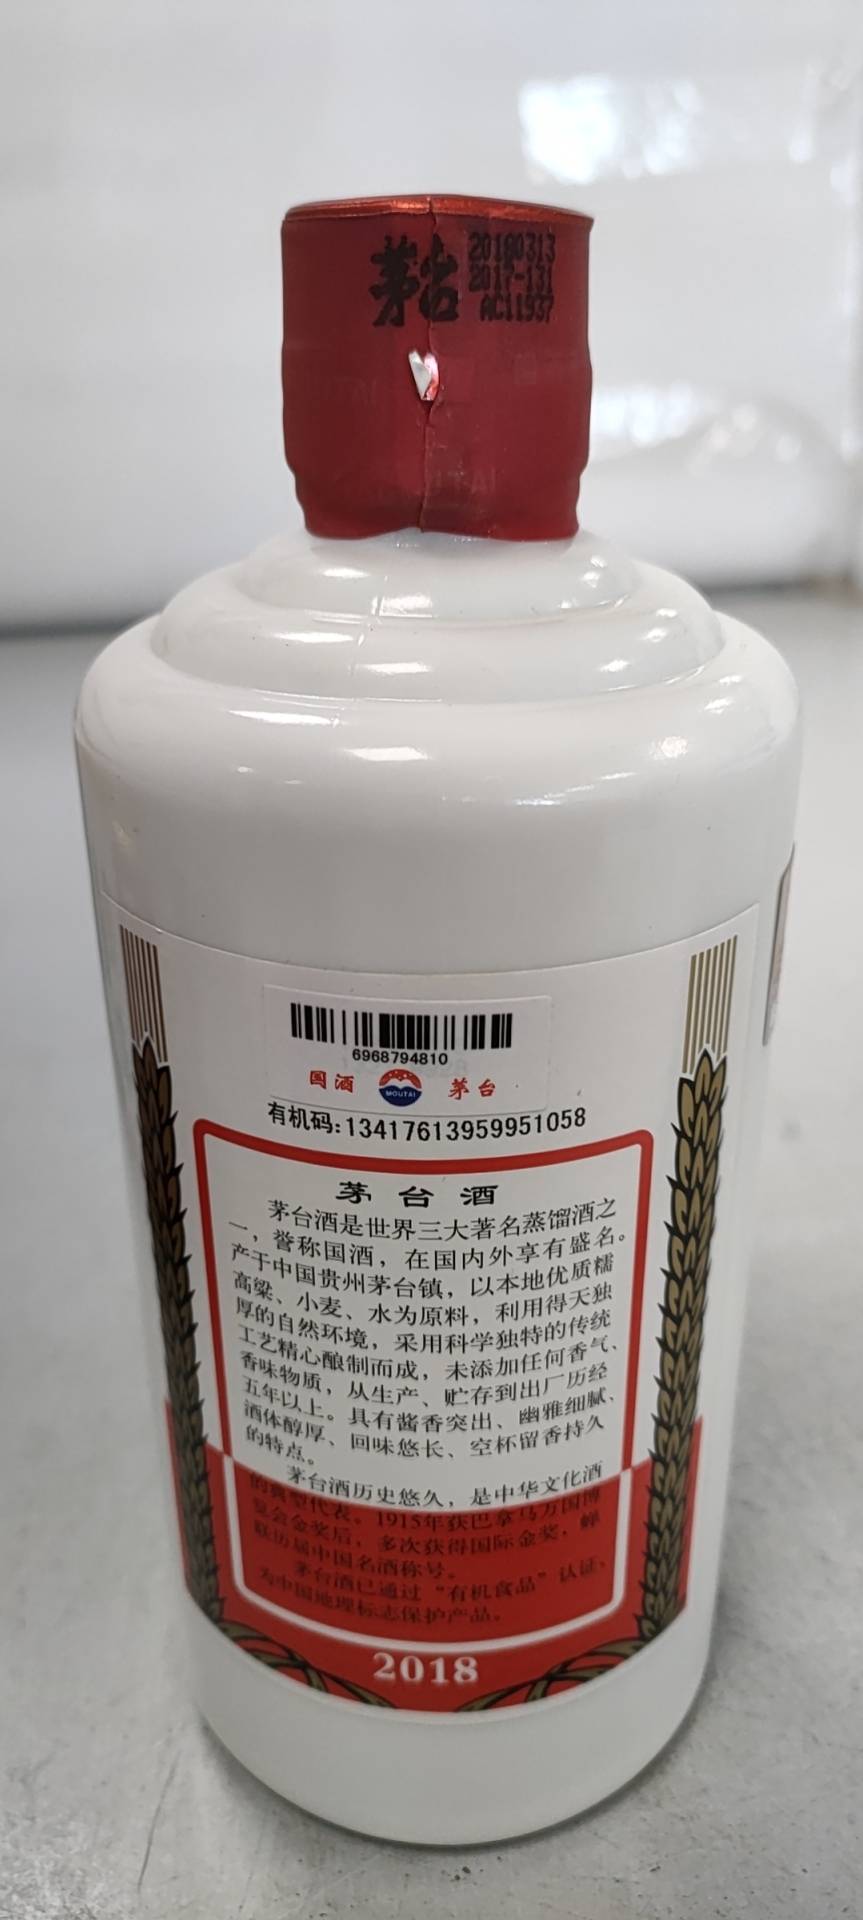 茅台
20180313
2017-131
AC11937
6968794810
国酒 MOUTAI 茅台
有机码:13417613959951058
茅台酒
茅台酒是世界三大著名蒸馏酒之
一，誉称国酒，在国内外享有盛名。
产于中国贵州茅台镇，以本地优质糯
高粱、小麦、水为原料，利用得天独
厚的自然环境，采用科学独特的传统
工艺精心酿制而成，未添加任何香气、
香味物质，从生产、贮存到出厂历经
五年以上。具有酱香突出、幽雅细腻、
酒体醇厚、回味悠长、空杯留香持久
的特点。
茅台酒历史悠久，是中华文化酒
的典型代表。1915年获巴拿马万国博
览会金奖后，多次获得国际金奖，蝉
联历届中国名酒称号。
茅台酒已通过“有机食品”认证、
为中国地理标志保护产品。
2018